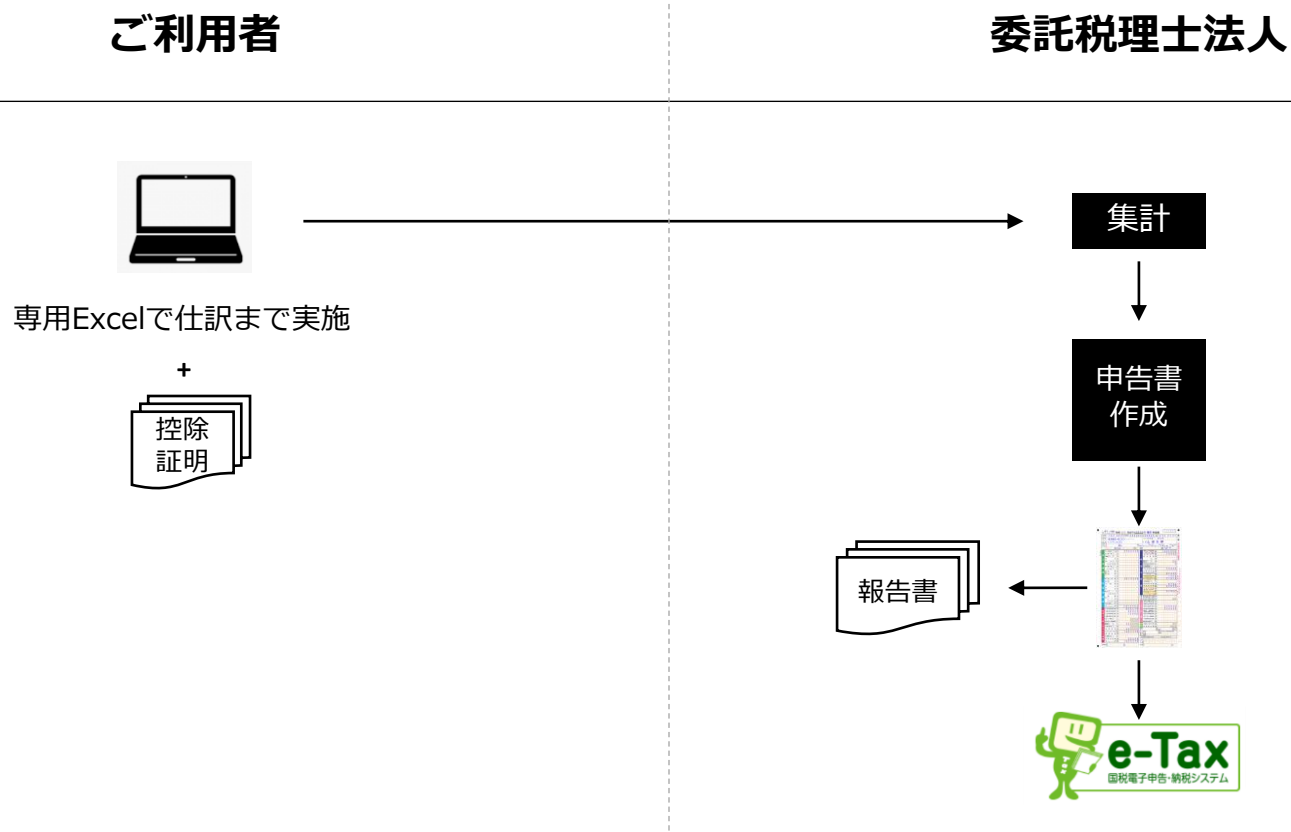 ご利用者
委託税理士法人
集計
専用Excelで仕訳まで実施
+
控除
証明
申告書
作成
報告書
e-Tax
国税電子申告・納税システム